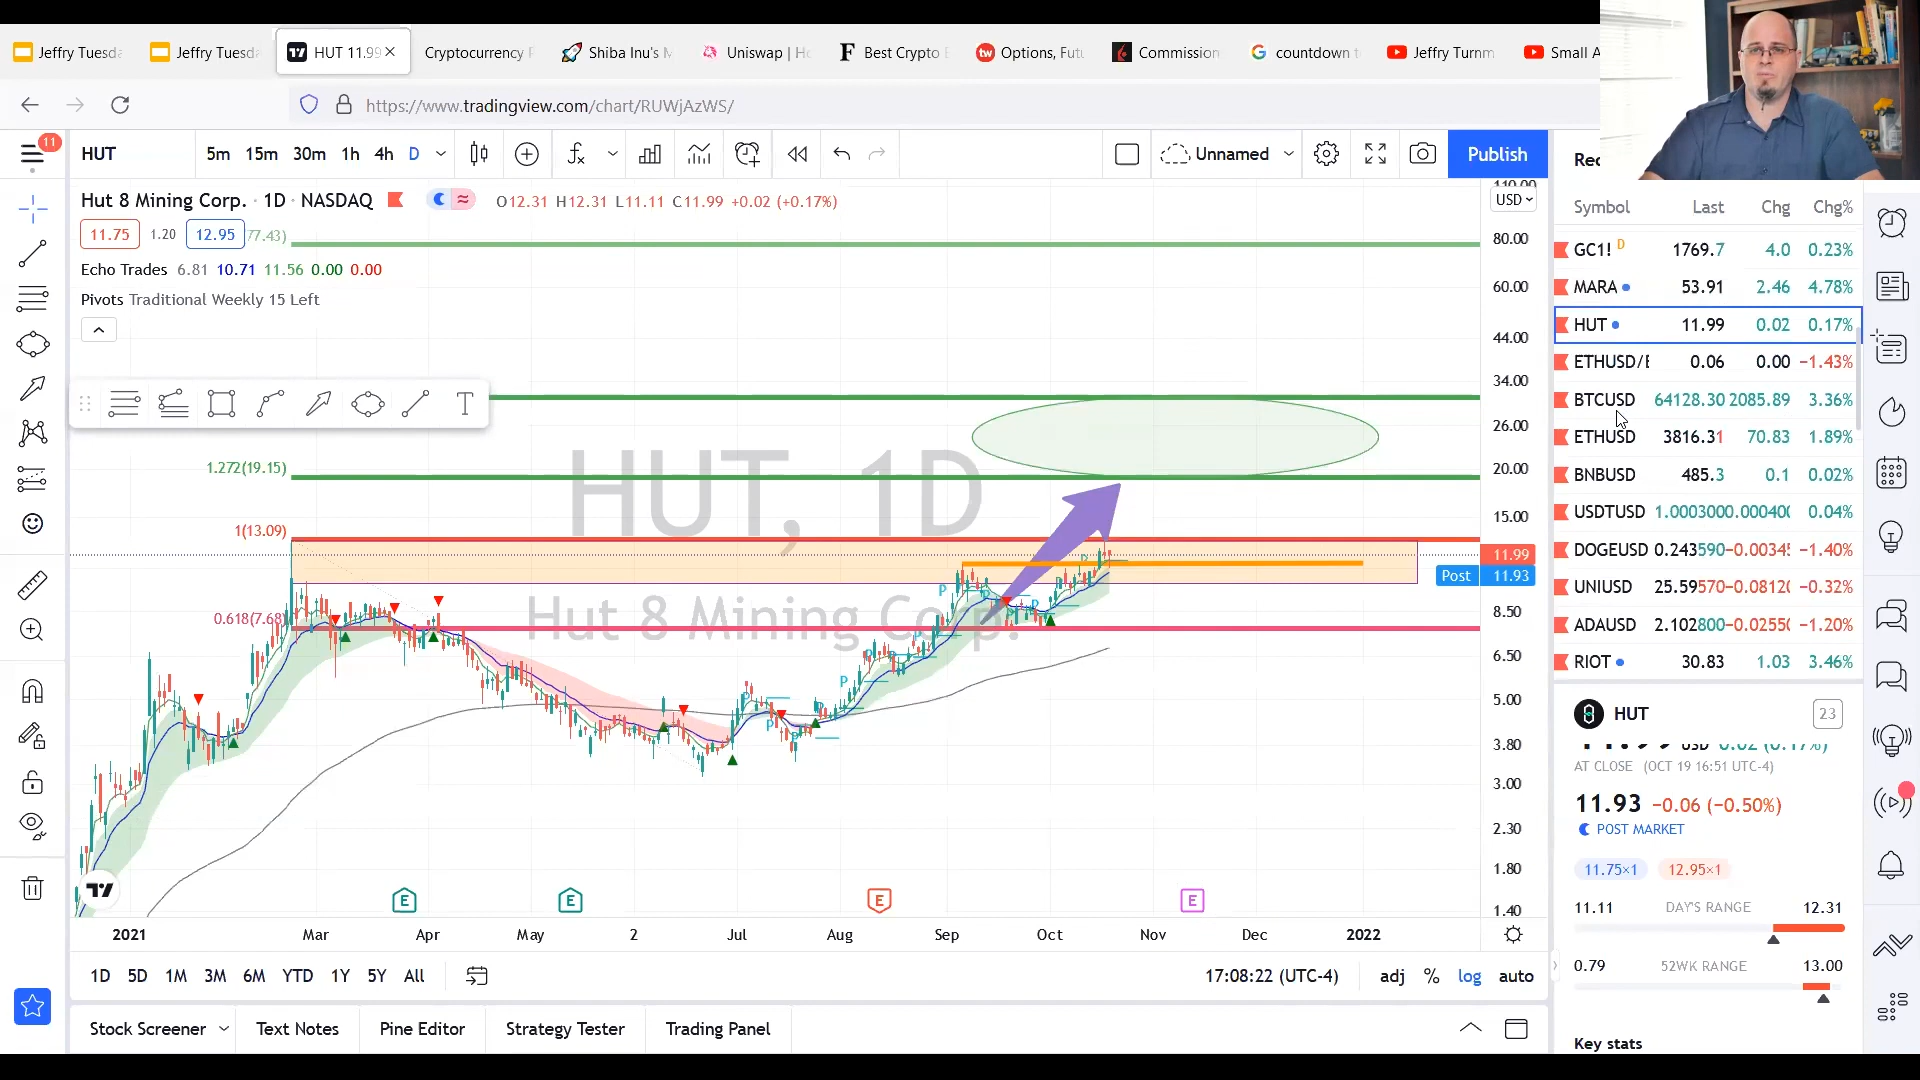 Jeffry Tuesda
Jeffry Tuesda
HUT 11.99
Cryptocurrency P
Shiba Inu's M
Uniswap | Ho
Best Crypto E
Options, Futu
Commission
countdown t
Jeffry Turnm
Small A
https://www.tradingview.com/chart/RUWjAzWS/
11
HUT
5m 15m 30m 1h 4h D
Unnamed
Publish
Hut 8 Mining Corp. · 1D · NASDAQ
O12.31 H12.31 L11.11 C11.99 +0.02 (+0.17%)
11.75 1.20 12.95 77.43)
Echo Trades 6.81 10.71 11.56 0.00 0.00
Pivots Traditional Weekly 15 Left
USD
80.00
60.00
44.00
34.00
26.00
20.00
15.00
11.99
Post 11.93
8.50
6.50
5.00
3.80
3.00
2.30
1.80
1.40
1.272(19.15)
1(13.09)
0.618(7.68)
HUT, 1D
Hut 8 Mining Corp.
E E E E
2021 Mar Apr May 2 Jul Aug Sep Oct Nov Dec 2022
1D 5D 1M 3M 6M YTD 1Y 5Y All
17:08:22 (UTC-4)
adj % log auto
Stock Screener
Text Notes
Pine Editor
Strategy Tester
Trading Panel
Symbol Last Chg Chg%
GC1! D 1769.7 4.0 0.23%
MARA 53.91 2.46 4.78%
HUT 11.99 0.02 0.17%
ETHUSD/E 0.06 0.00 −1.43%
BTCUSD 64128.30 2085.89 3.36%
ETHUSD 3816.31 70.83 1.89%
BNBUSD 485.3 0.1 0.02%
USDTUSD 1.0003000.000400 0.04%
DOGEUSD 0.243590−0.00345 −1.40%
UNIUSD 25.59570−0.08120 −0.32%
ADAUSD 2.102800−0.02550 −1.20%
RIOT 30.83 1.03 3.46%
HUT
23
AT CLOSE (OCT 19 16:51 UTC-4)
11.93 −0.06 (−0.50%)
POST MARKET
11.75×1 12.95×1
11.11 DAY'S RANGE 12.31
0.79 52WK RANGE 13.00
Key stats